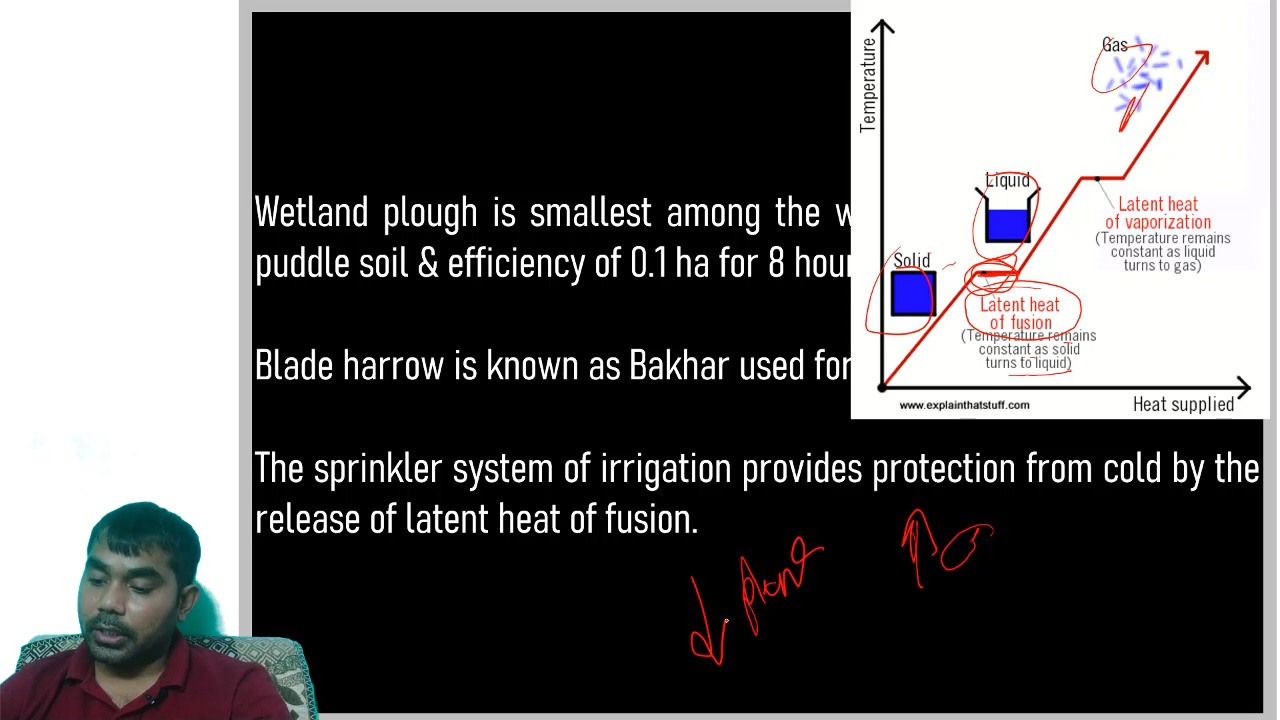 Wetland plough is smallest among the w
puddle soil & efficiency of 0.1 ha for 8 hour
Blade harrow is known as Bakhar used for
The sprinkler system of irrigation provides protection from cold by the
release of latent heat of fusion.
plant
Temperature
Gas
Liquid
Solid
Latent heat
of vaporization
(Temperature remains
constant as liquid
turns to gas)
Latent heat
of fusion
(Temperature remains
constant as solid
turns to liquid)
www.explainthatstuff.com
Heat supplied